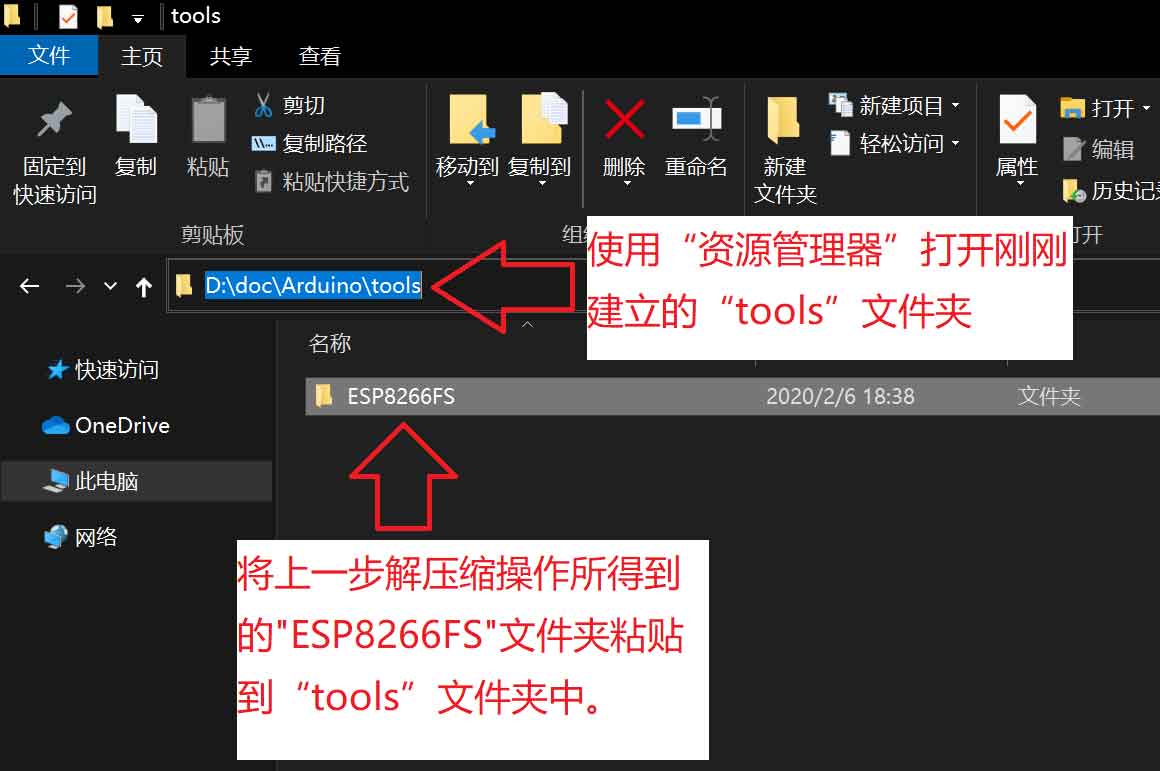 tools
文件 主页 共享 查看
固定到
快速访问
复制
粘贴
剪切
复制路径
粘贴快捷方式
移动到 复制到
删除 重命名
新建
文件夹
新建项目
轻松访问
属性
打开
编辑
历史记
剪贴板
组
打开
使用“资源管理器”打开刚刚
建立的“tools”文件夹
D:\doc\Arduino\tools
名称
快速访问
OneDrive
此电脑
网络
ESP8266FS 2020/2/6 18:38 文件夹
将上一步解压缩操作所得到
的"ESP8266FS"文件夹粘贴
到“tools”文件夹中。